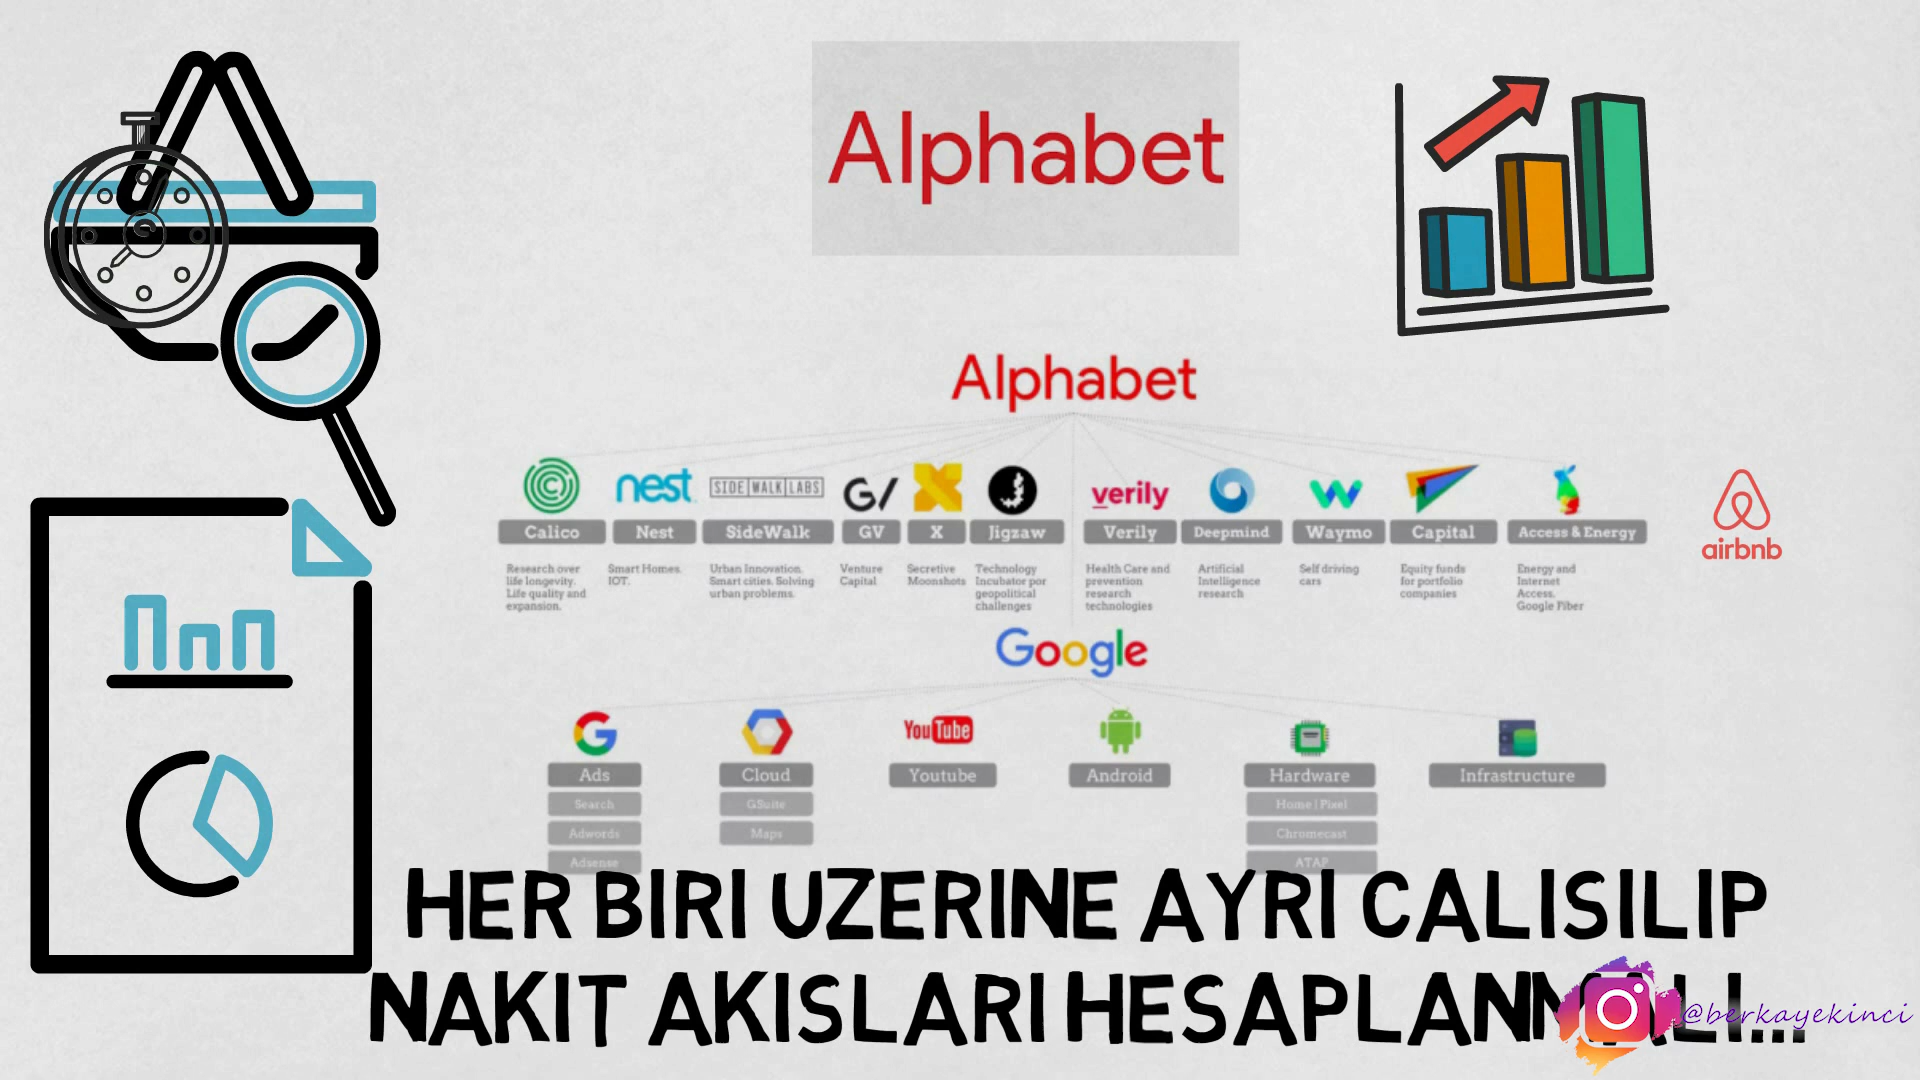 Alphabet
Alphabet
nest
SIDE WALK LABS
G/
verily
Calico
Nest
SideWalk
GV
X
Jigzaw
Verily
Deepmind
Waymo
Capital
Access & Energy
airbnb
Research over
life longevity.
Life quality and
expansion.
Smart Homes.
IOT.
Urban Innovation.
Smart cities. Solving
urban problems.
Venture
Capital
Secretive
Moonshots
Technology
Incubator por
geopolitical
challenges
Health Care and
prevention
research
technologies
Artificial
Intelligence
research
Self driving
cars
Equity funds
for portfolio
companies
Energy and
Internet
Access.
Google Fiber
Google
YouTube
Ads
Cloud
Youtube
Android
Hardware
Infrastructure
Search
GSuite
Home | Pixel
Adwords
Maps
Chromecast
Adsense
ATAP
HER BIRI UZERINE AYRI CALISILIP
NAKIT AKISLARI HESAPLANMALI...
@berkayekinci